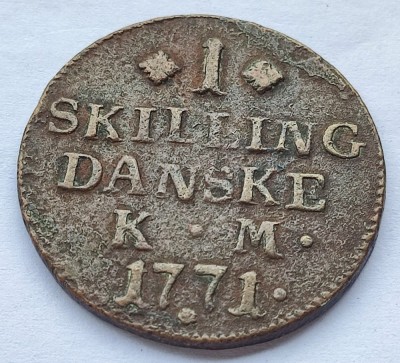 1
SKILLING
DANSKE
K · M ·
1771 ·